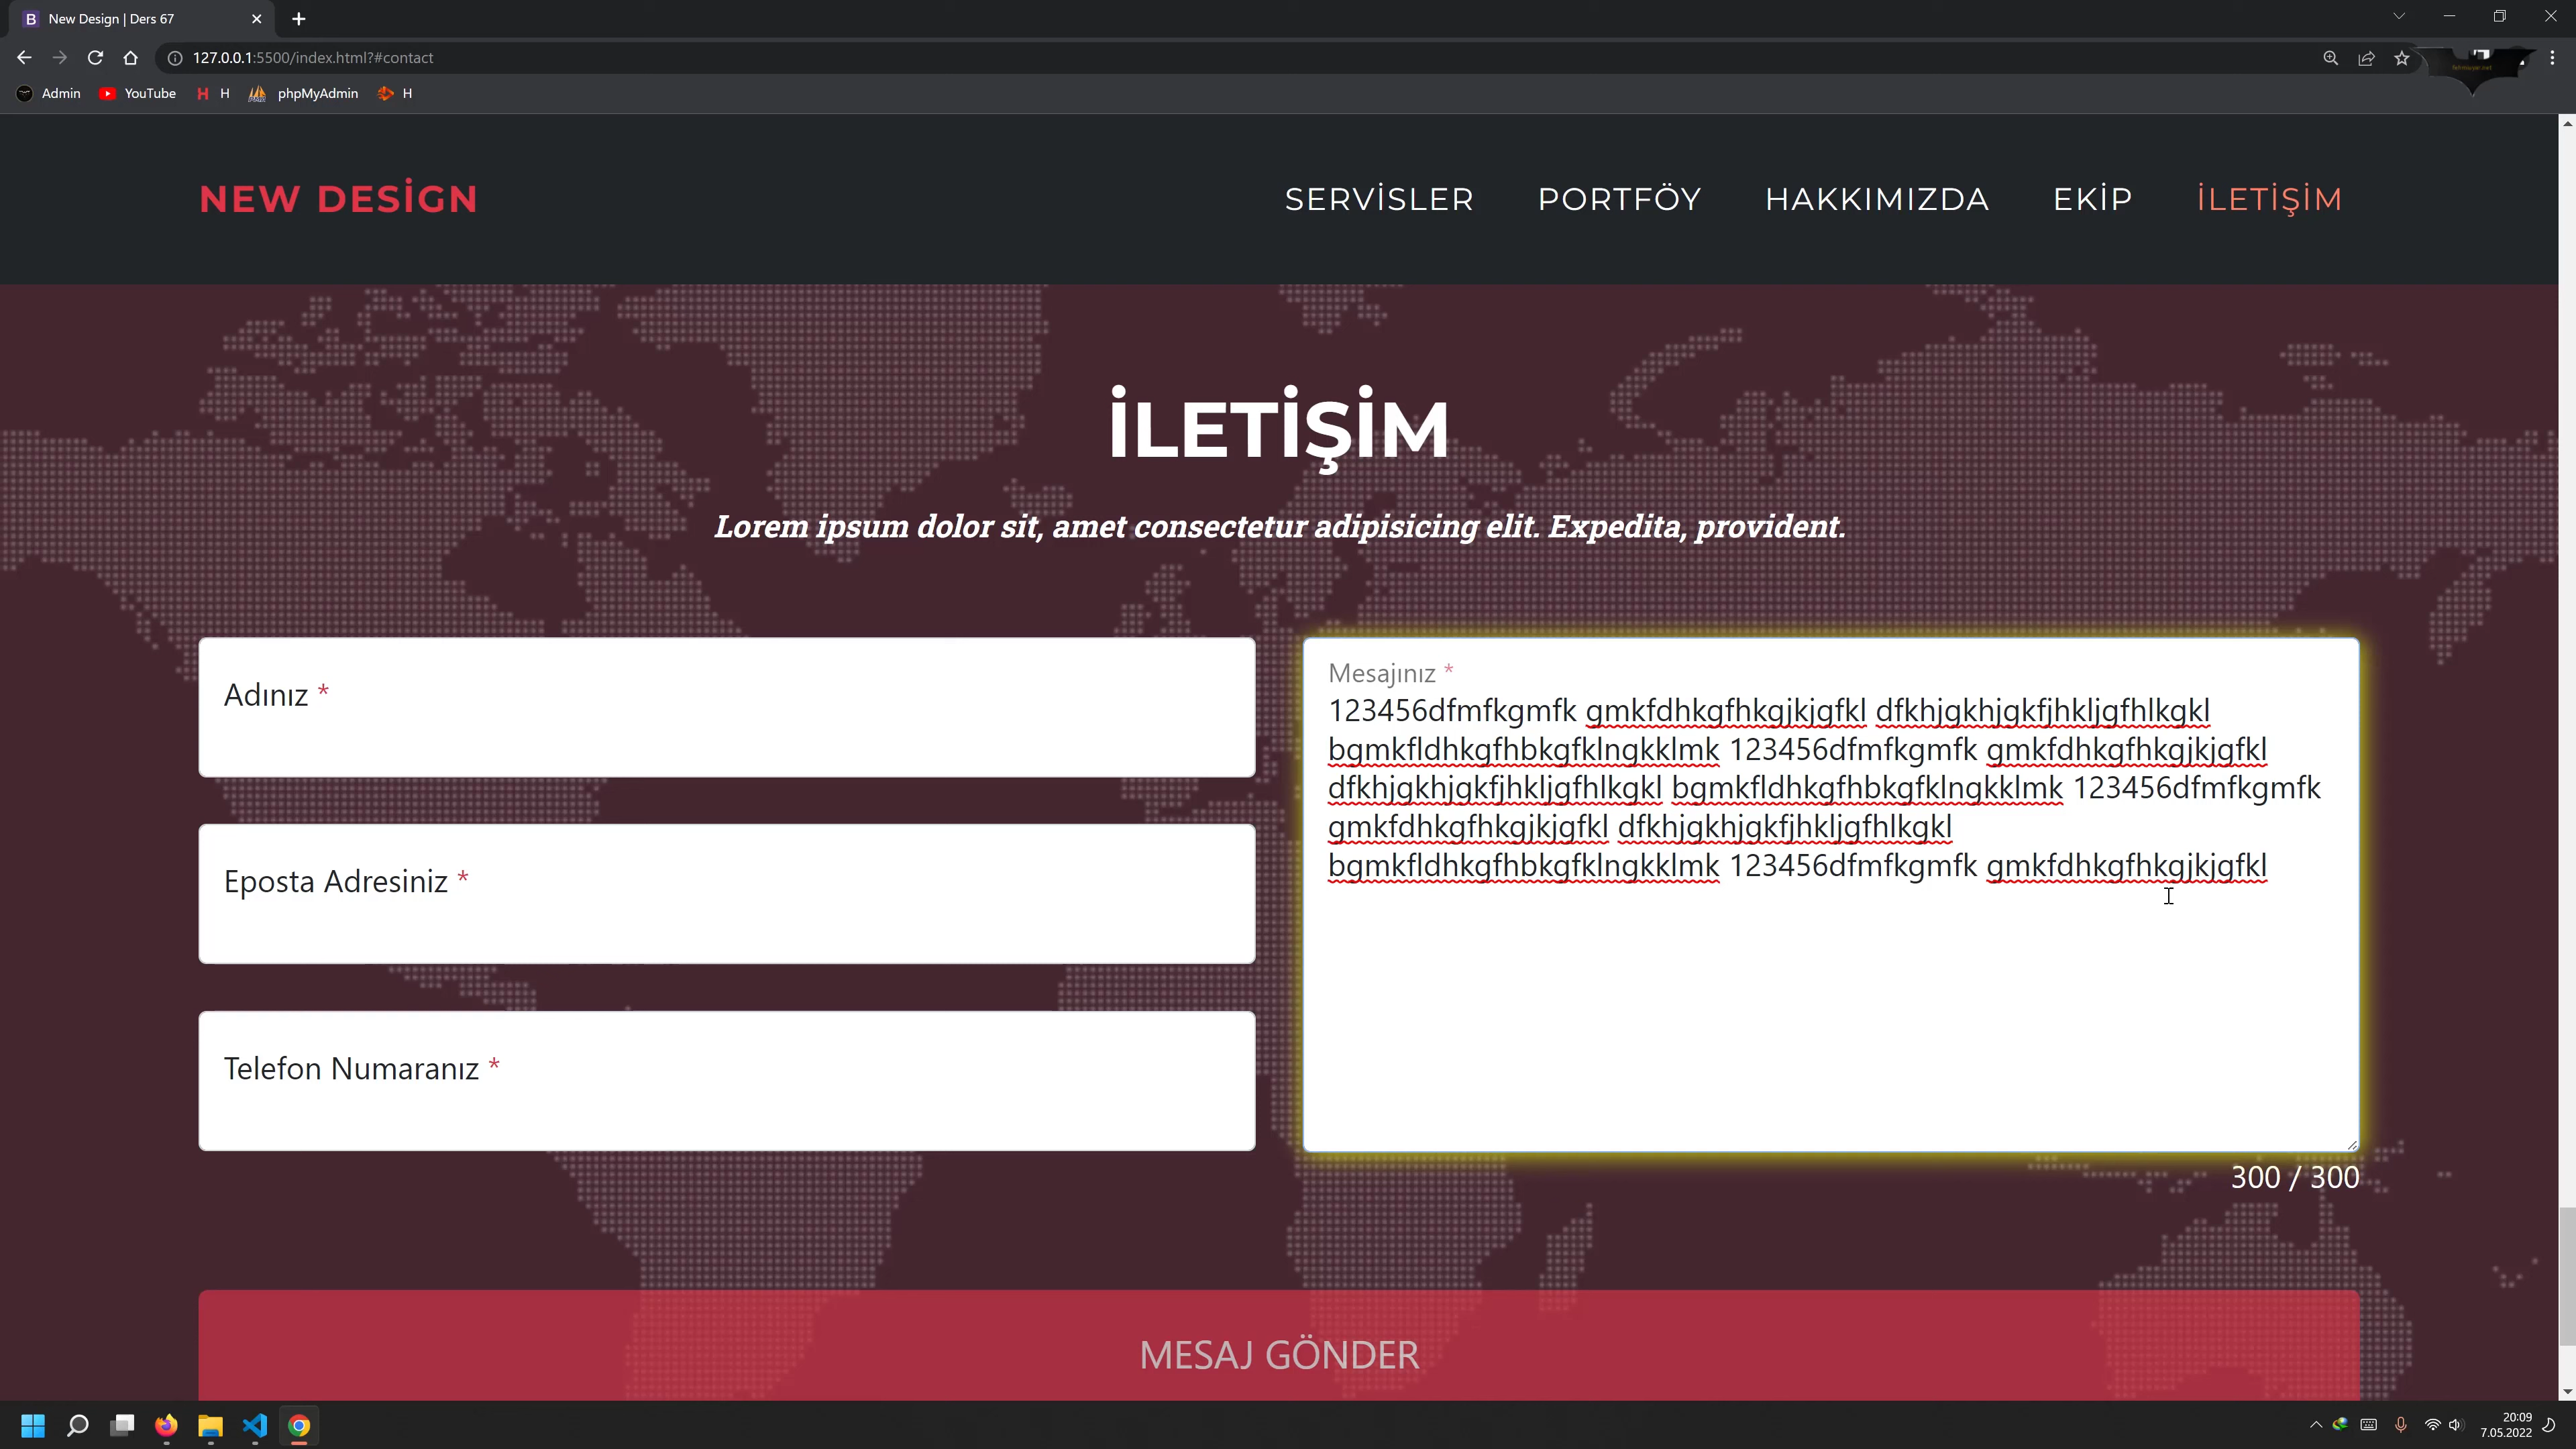 New Design | Ders 67
127.0.0.1:5500/index.html?#contact
Admin
YouTube
H
phpMyAdmin
H
NEW DESİGN
SERVİSLER
PORTFÖY
HAKKIMIZDA
EKİP
İLETİŞİM
İLETİŞİM
Lorem ipsum dolor sit, amet consectetur adipisicing elit. Expedita, provident.
Adınız *
Eposta Adresiniz *
Telefon Numaranız *
Mesajınız *
123456dfmfkgmfk gmkfdhkgfhkgjkjgfkl dfkhjgkhjgkfjhkljgfhlkgkl
bgmkfldhkgfhbkgfklngkklmk 123456dfmfkgmfk gmkfdhkgfhkgjkjgfkl
dfkhjgkhjgkfjhkljgfhlkgkl bgmkfldhkgfhbkgfklngkklmk 123456dfmfkgmfk
gmkfdhkgfhkgjkjgfkl dfkhjgkhjgkfjhkljgfhlkgkl
bgmkfldhkgfhbkgfklngkklmk 123456dfmfkgmfk gmkfdhkgfhkgjkjgfkl
300 / 300
MESAJ GÖNDER
20:09
7.05.2022